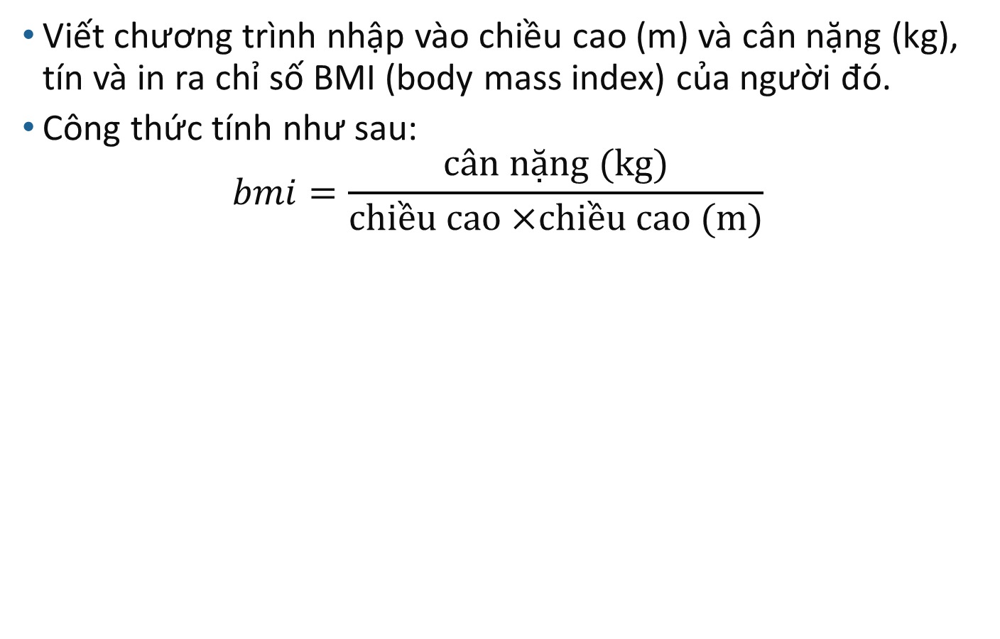 • Viết chương trình nhập vào chiều cao (m) và cân nặng (kg),
tín và in ra chỉ số BMI (body mass index) của người đó.
• Công thức tính như sau:
cân nặng (kg)
bmi =
chiều cao ×chiều cao (m)